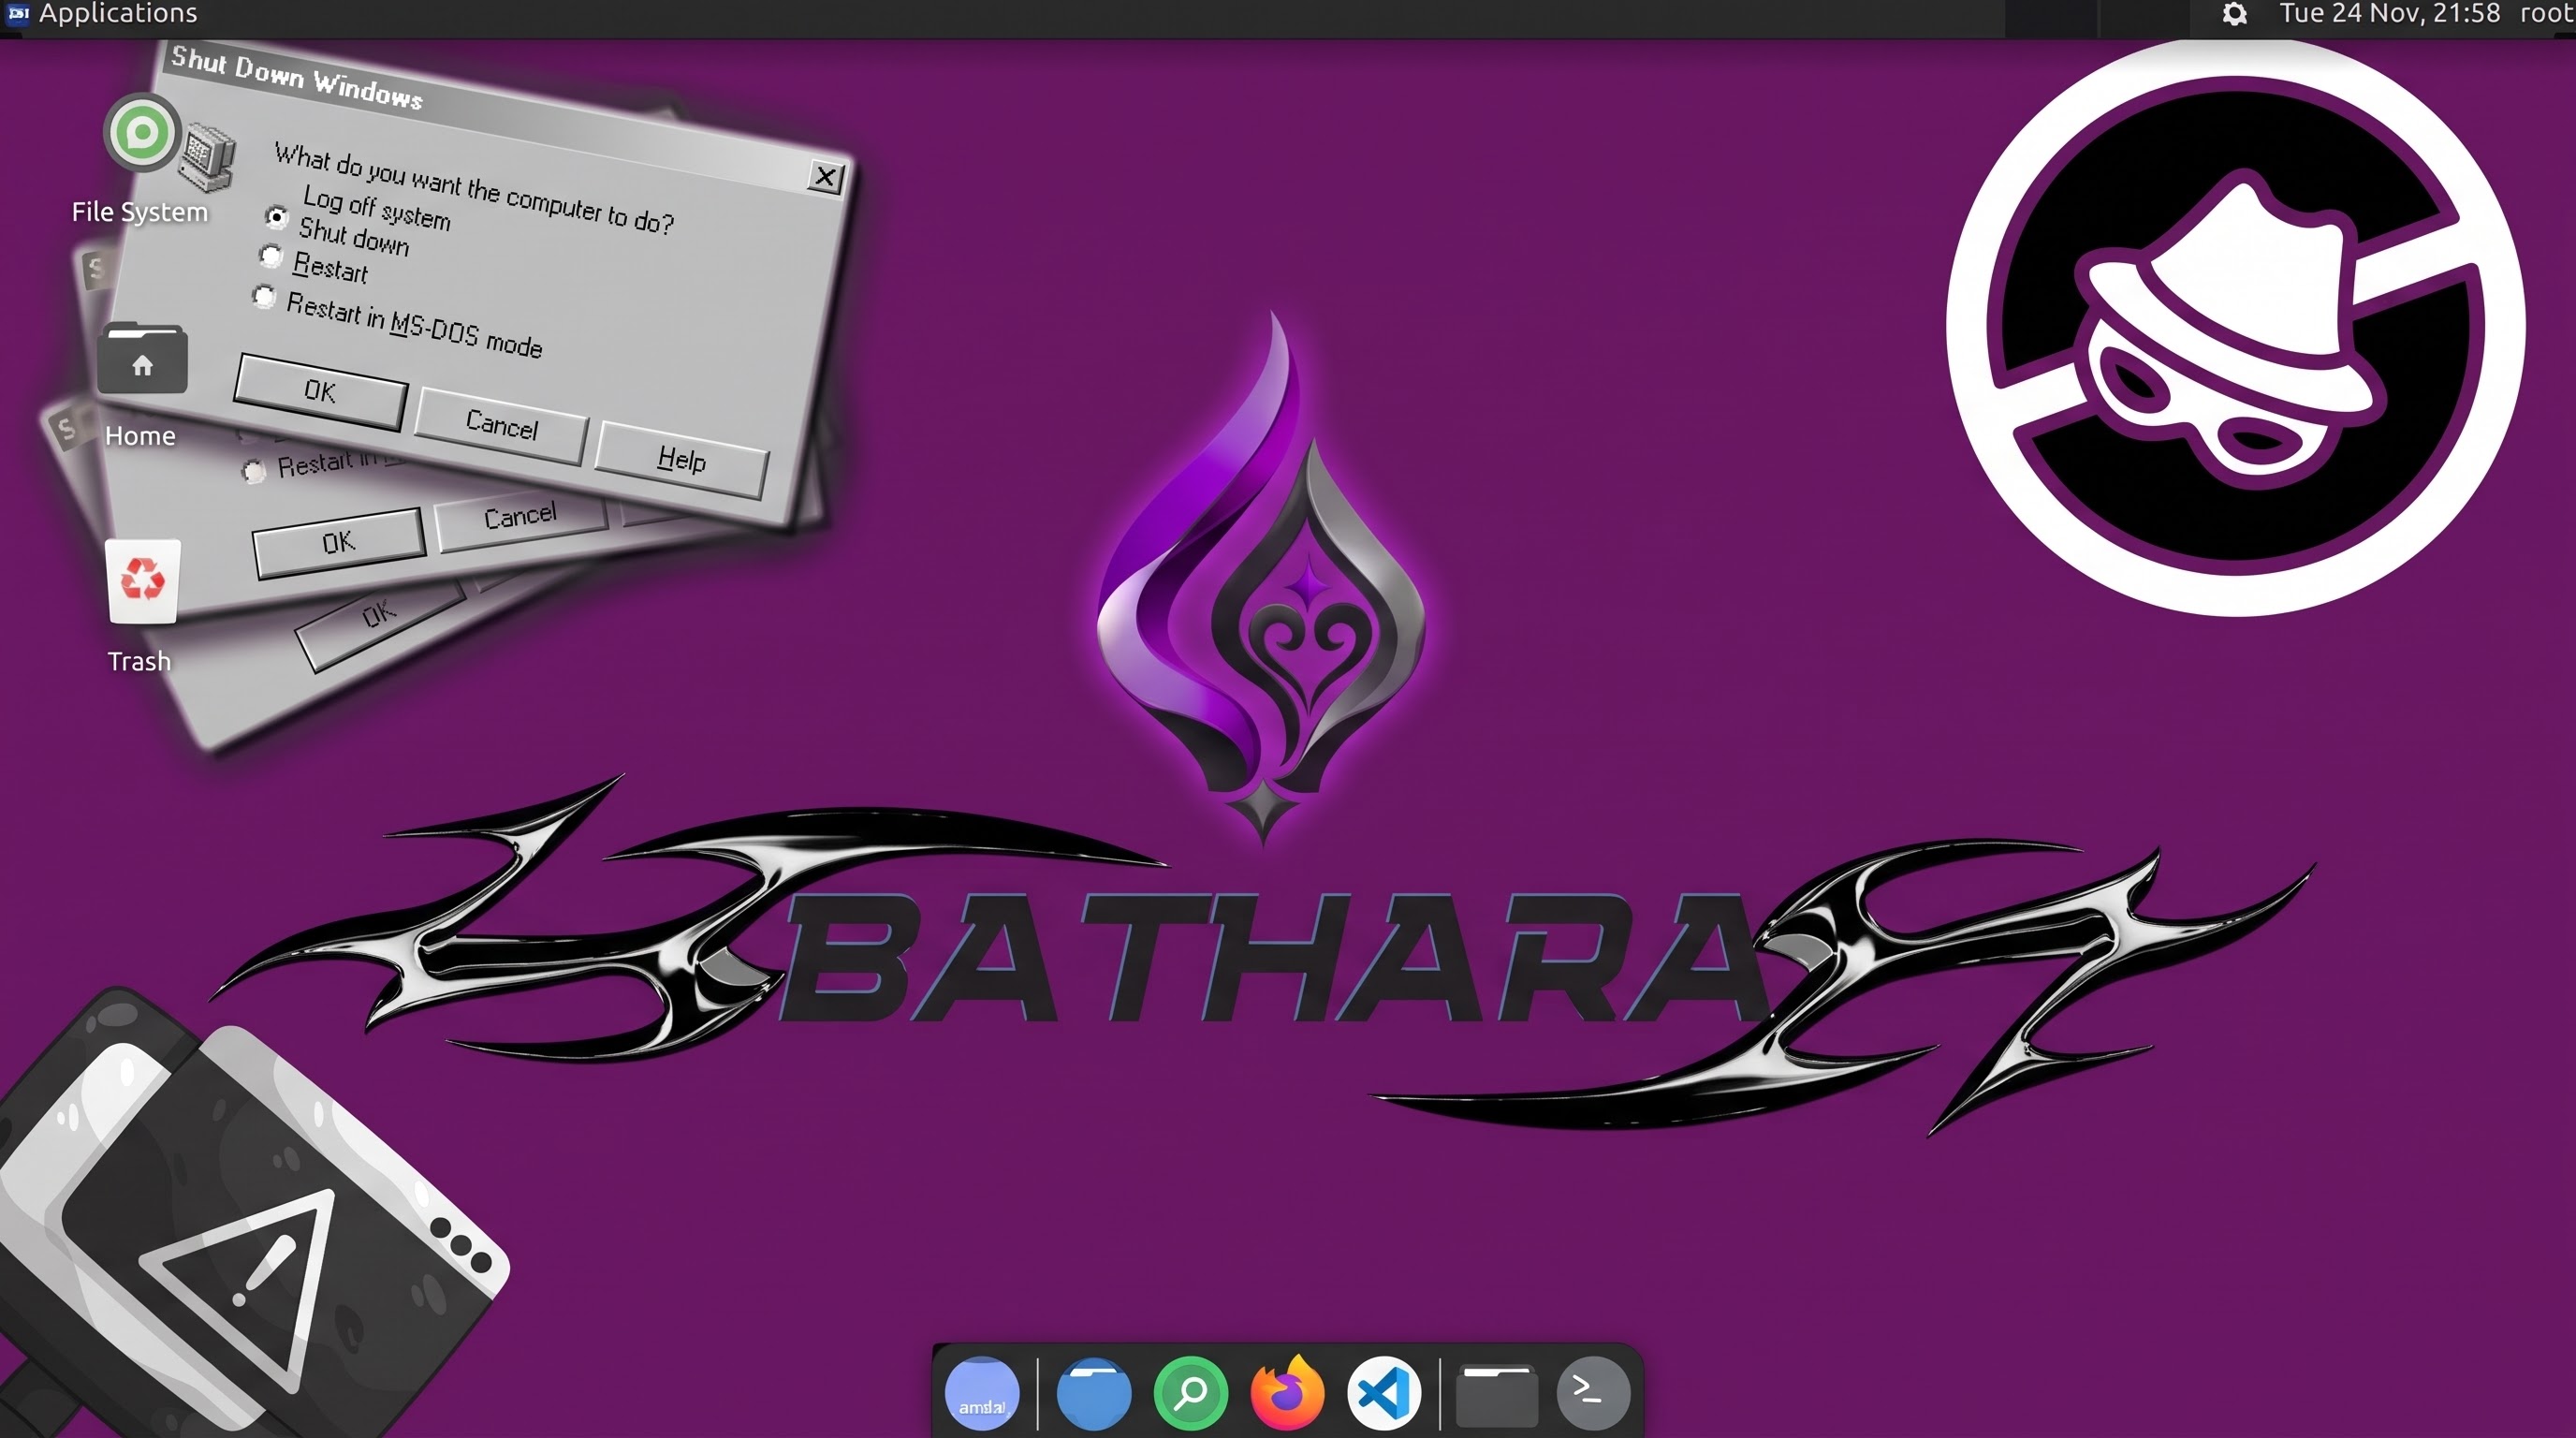 Applications
Tue 24 Nov, 21:58 root
Shut Down Windows
What do you want the computer to do?
Log off system
Shut down
Restart
Restart in MS-DOS mode
OK
Cancel
Help
File System
Home
Restart in
OK
Cancel
OK
Trash
BATHARA